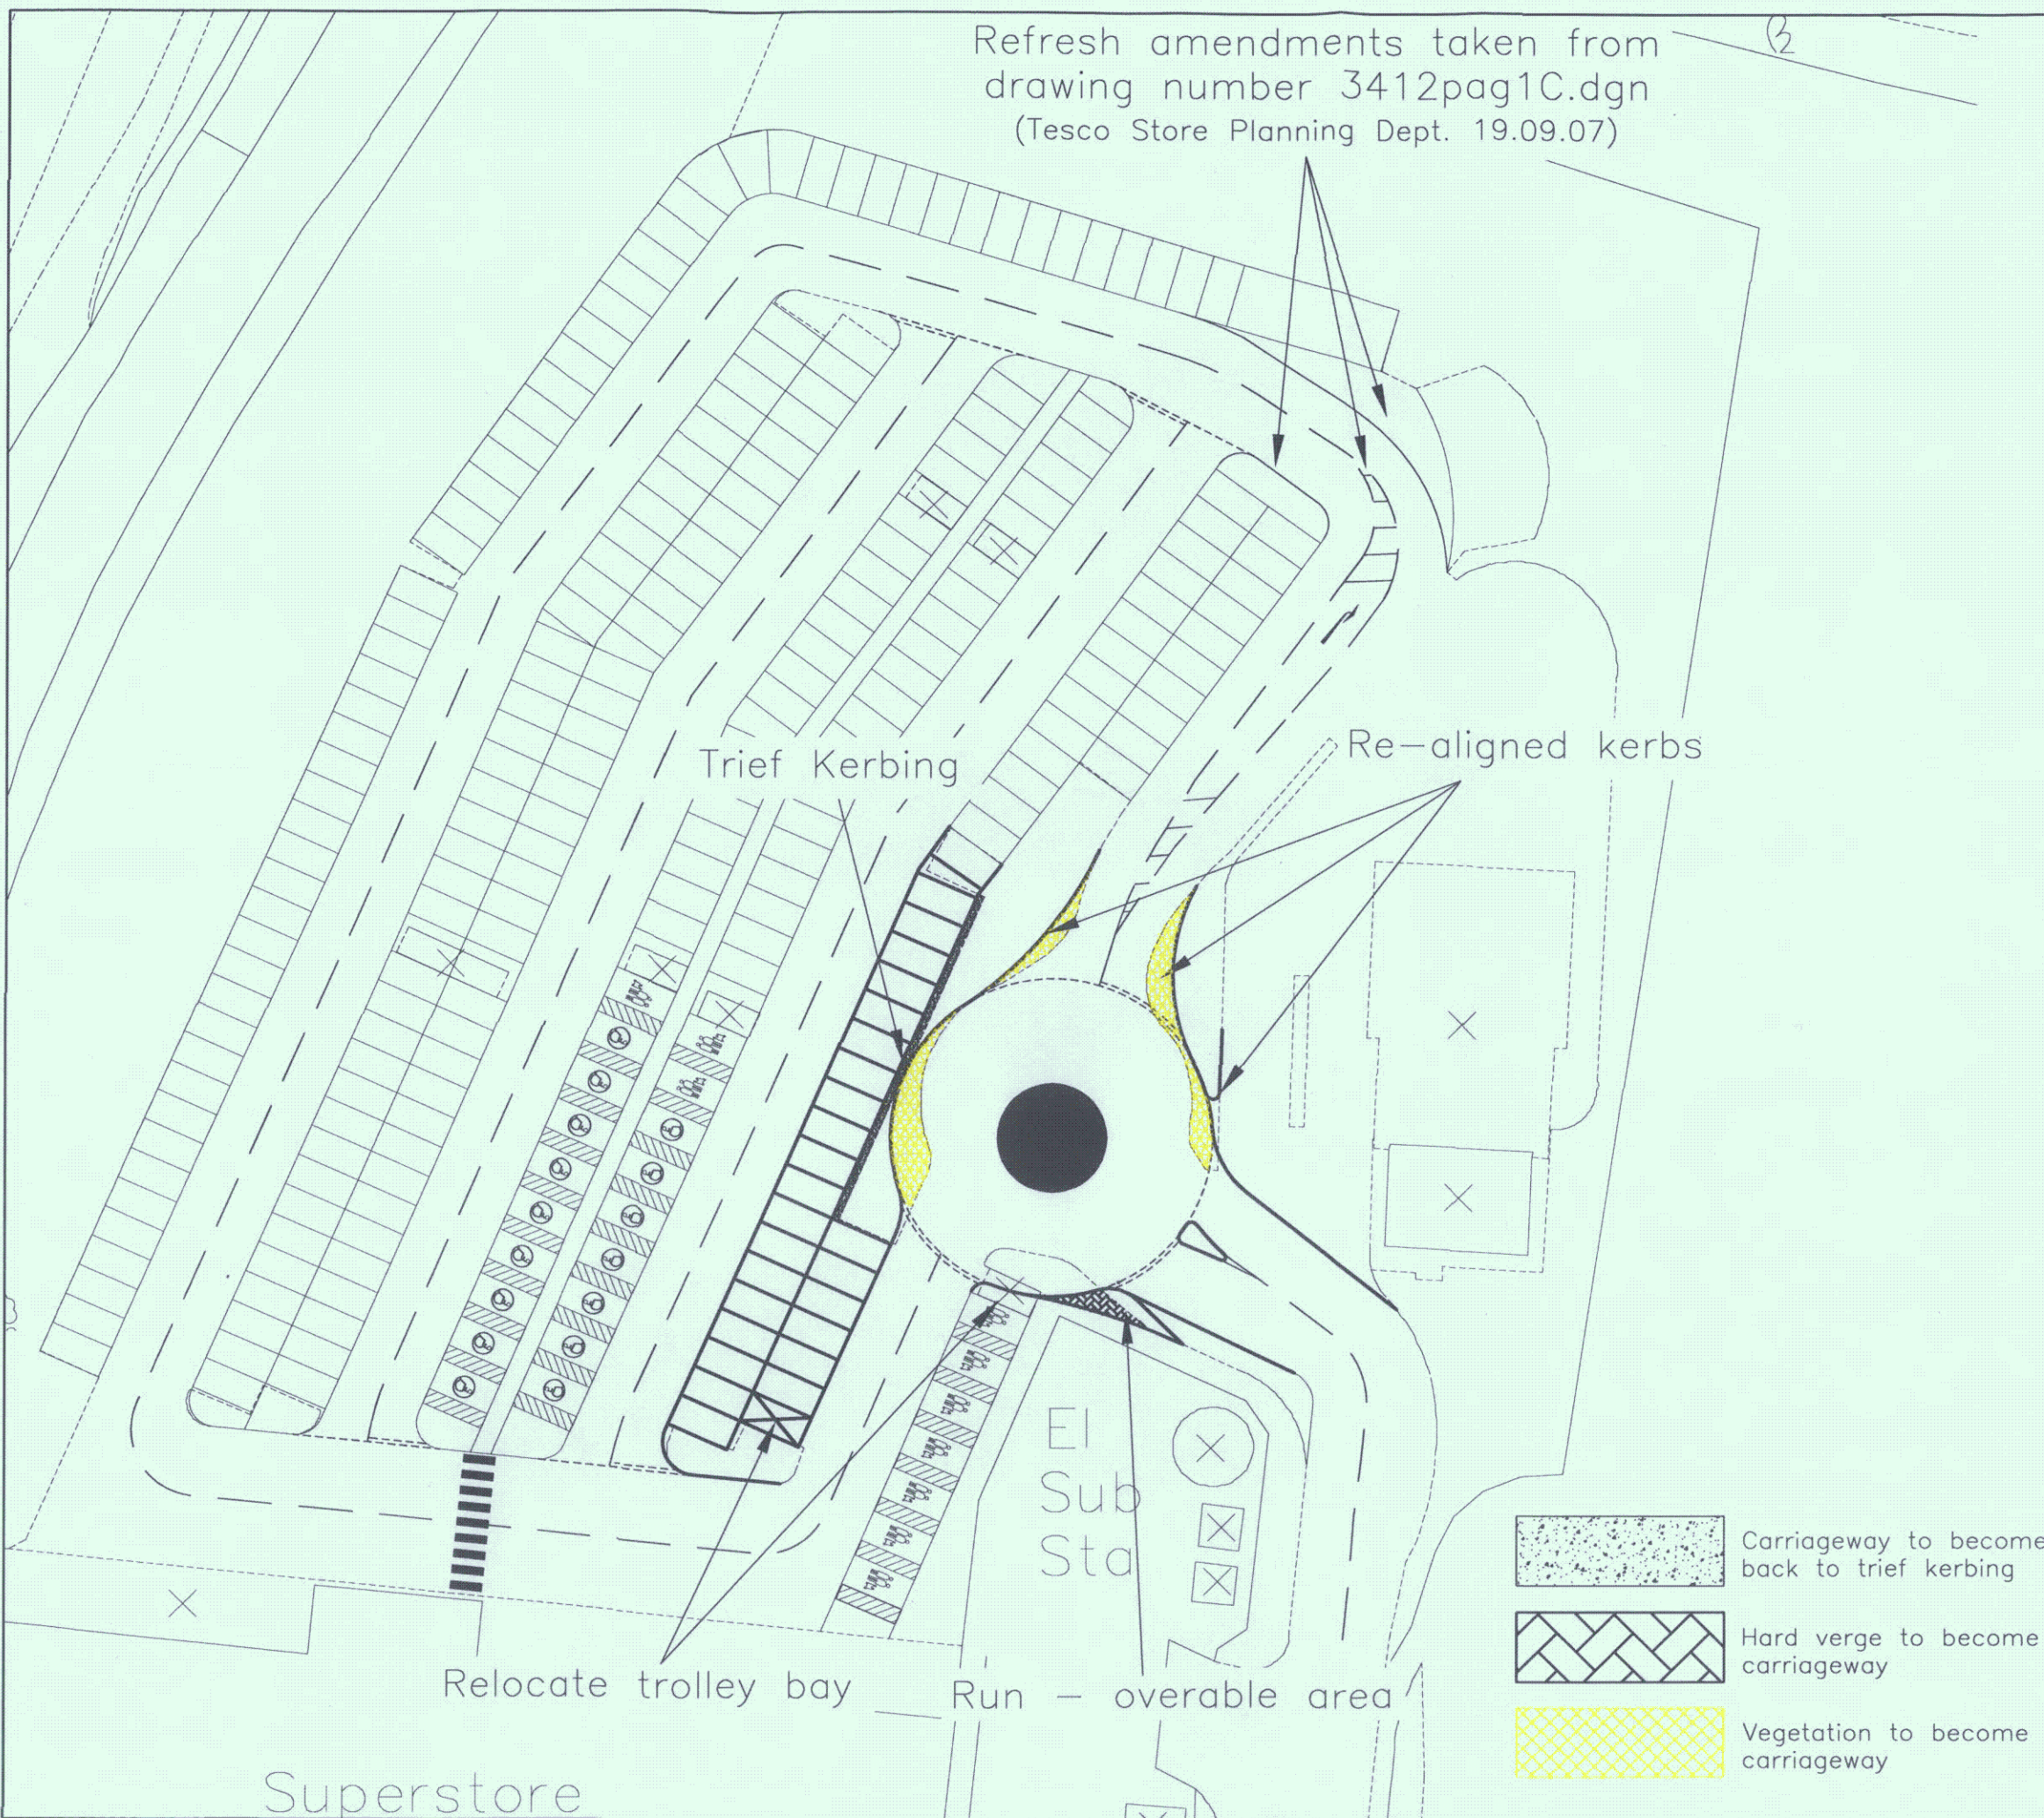 Refresh amendments taken from
drawing number 3412pag1C.dgn
(Tesco Store Planning Dept. 19.09.07)
Trief Kerbing
Re-aligned kerbs
El
Sub
Sta
Carriageway to become
back to trief kerbing
Hard verge to become
carriageway
Relocate trolley bay
Run - overable area
Vegetation to become
carriageway
Superstore